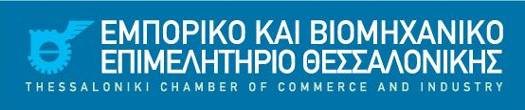 ΕΜΠΟΡΙΚΟ ΚΑΙ ΒΙΟΜΗΧΑΝΙΚΟ
ΕΠΙΜΕΛΗΤΗΡΙΟ ΘΕΣΣΑΛΟΝΙΚΗΣ
THESSALONIKI CHAMBER OF COMMERCE AND INDUSTRY